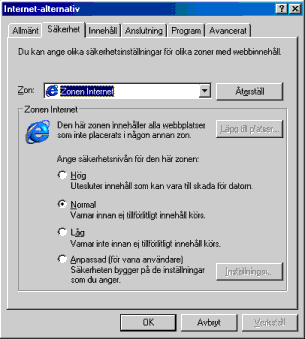 Internet-alternativ
Allmänt Säkerhet Innehåll Anslutning Program Avancerat
Du kan ange olika säkerhetsinställningar för olika zoner med webbinnehåll.
Zon: Zonen Internet Återställ
Zonen Internet
Den här zonen innehåller alla webbplatser
som inte placerats i någon annan zon.
Lägg till platser...
Ange säkerhetsnivån för den här zonen:
Hög
Utesluter innehåll som kan vara till skada för datorn.
Normal
Varnar innan ej tillförlitligt innehåll körs.
Låg
Varnar inte innan ej tillförlitligt innehåll körs.
Anpassad (för vana användare)
Säkerheten bygger på de inställningar
som du anger.
Inställningar...
OK Avbryt Verkställ